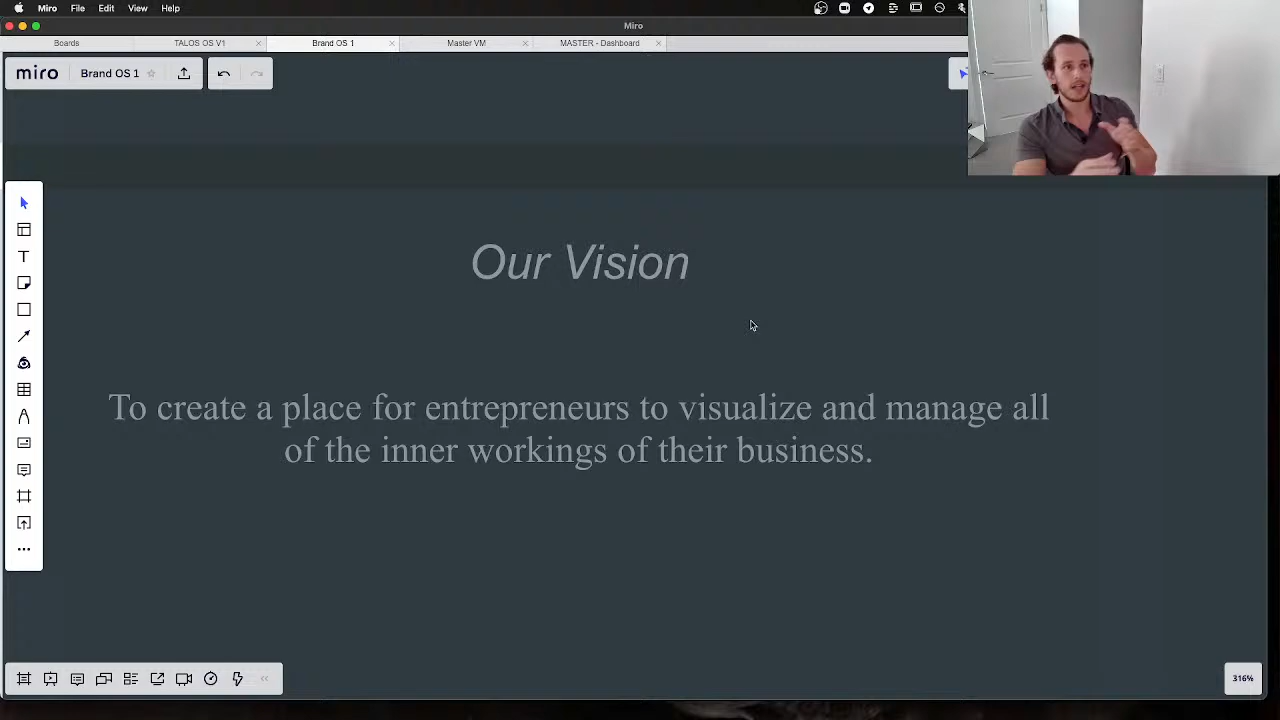 Miro File Edit View Help
Miro
Boards TALOS OS V1 Brand OS 1 Master VM MASTER - Dashboard
miro Brand OS 1
Our Vision
To create a place for entrepreneurs to visualize and manage all
of the inner workings of their business.
316%